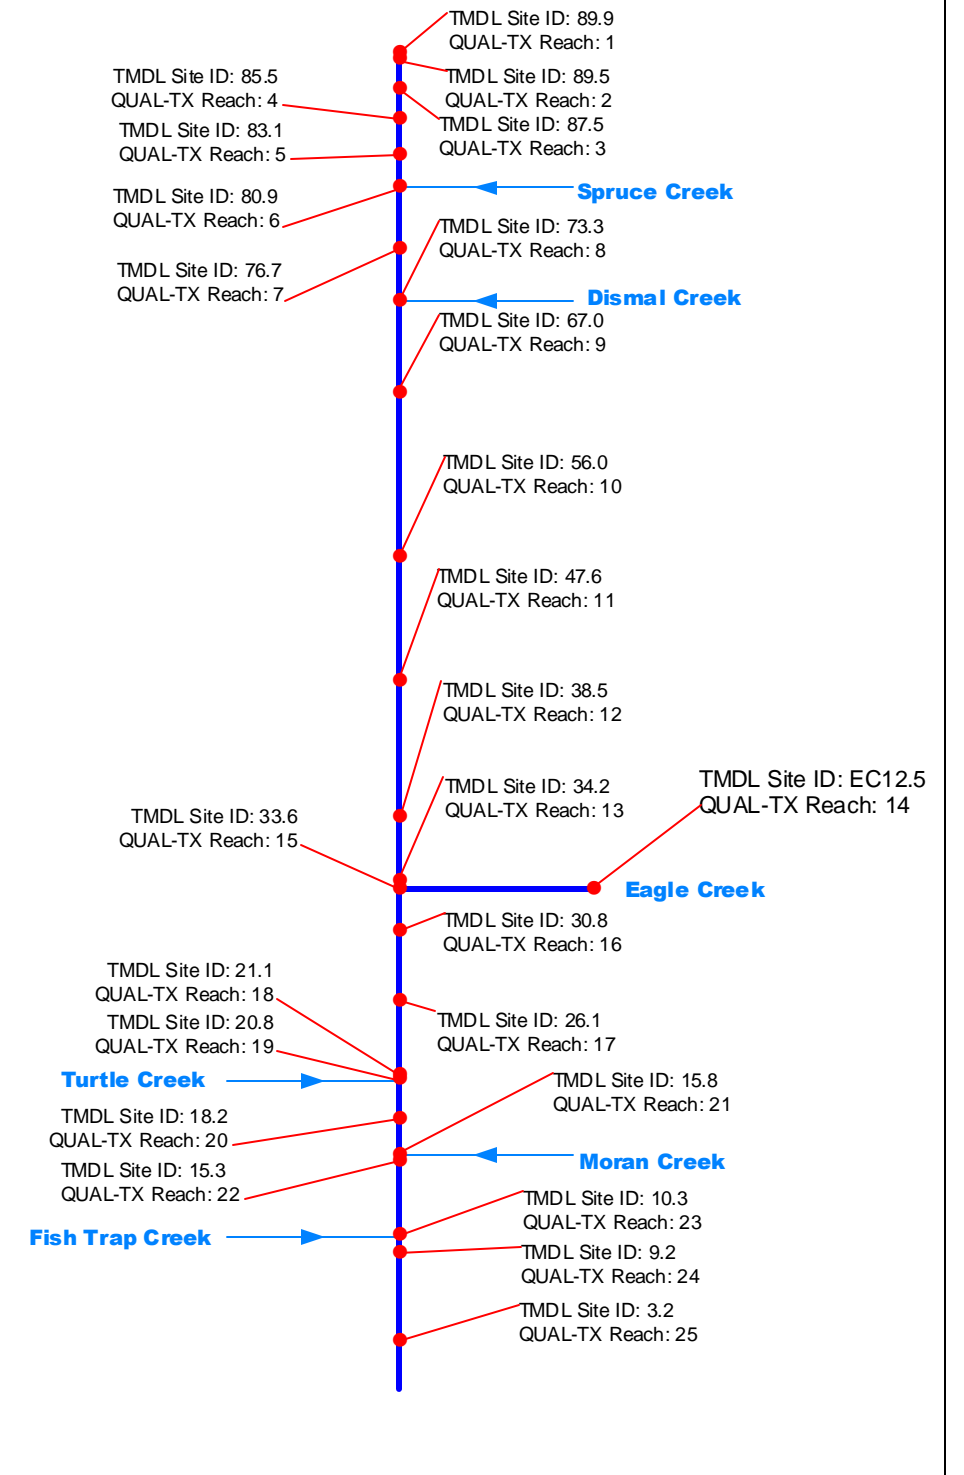 TMDL Site ID: 89.9
QUAL-TX Reach: 1
TMDL Site ID: 85.5
QUAL-TX Reach: 4
TMDL Site ID: 89.5
QUAL-TX Reach: 2
TMDL Site ID: 87.5
QUAL-TX Reach: 3
TMDL Site ID: 83.1
QUAL-TX Reach: 5
TMDL Site ID: 80.9
QUAL-TX Reach: 6
Spruce Creek
TMDL Site ID: 73.3
QUAL-TX Reach: 8
TMDL Site ID: 76.7
QUAL-TX Reach: 7
Dismal Creek
TMDL Site ID: 67.0
QUAL-TX Reach: 9
TMDL Site ID: 56.0
QUAL-TX Reach: 10
TMDL Site ID: 47.6
QUAL-TX Reach: 11
TMDL Site ID: 38.5
QUAL-TX Reach: 12
TMDL Site ID: 34.2
QUAL-TX Reach: 13
TMDL Site ID: EC12.5
QUAL-TX Reach: 14
TMDL Site ID: 33.6
QUAL-TX Reach: 15
Eagle Creek
TMDL Site ID: 30.8
QUAL-TX Reach: 16
TMDL Site ID: 21.1
QUAL-TX Reach: 18
TMDL Site ID: 20.8
QUAL-TX Reach: 19
TMDL Site ID: 26.1
QUAL-TX Reach: 17
Turtle Creek
TMDL Site ID: 15.8
QUAL-TX Reach: 21
TMDL Site ID: 18.2
QUAL-TX Reach: 20
TMDL Site ID: 15.3
QUAL-TX Reach: 22
Moran Creek
TMDL Site ID: 10.3
QUAL-TX Reach: 23
Fish Trap Creek
TMDL Site ID: 9.2
QUAL-TX Reach: 24
TMDL Site ID: 3.2
QUAL-TX Reach: 25